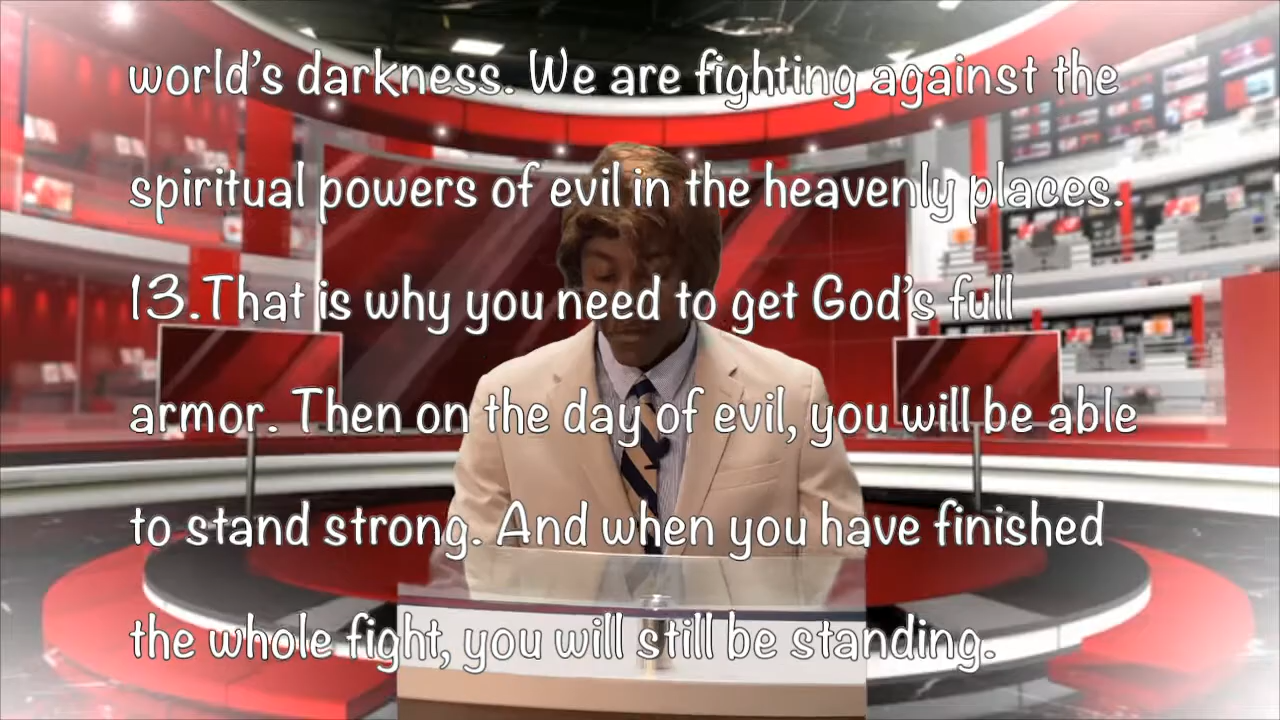 world's darkness. We are fighting against the
spiritual powers of evil in the heavenly places.
13.That is why you need to get God's full
armor. Then on the day of evil, you will be able
to stand strong. And when you have finished
the whole fight, you will still be standing.